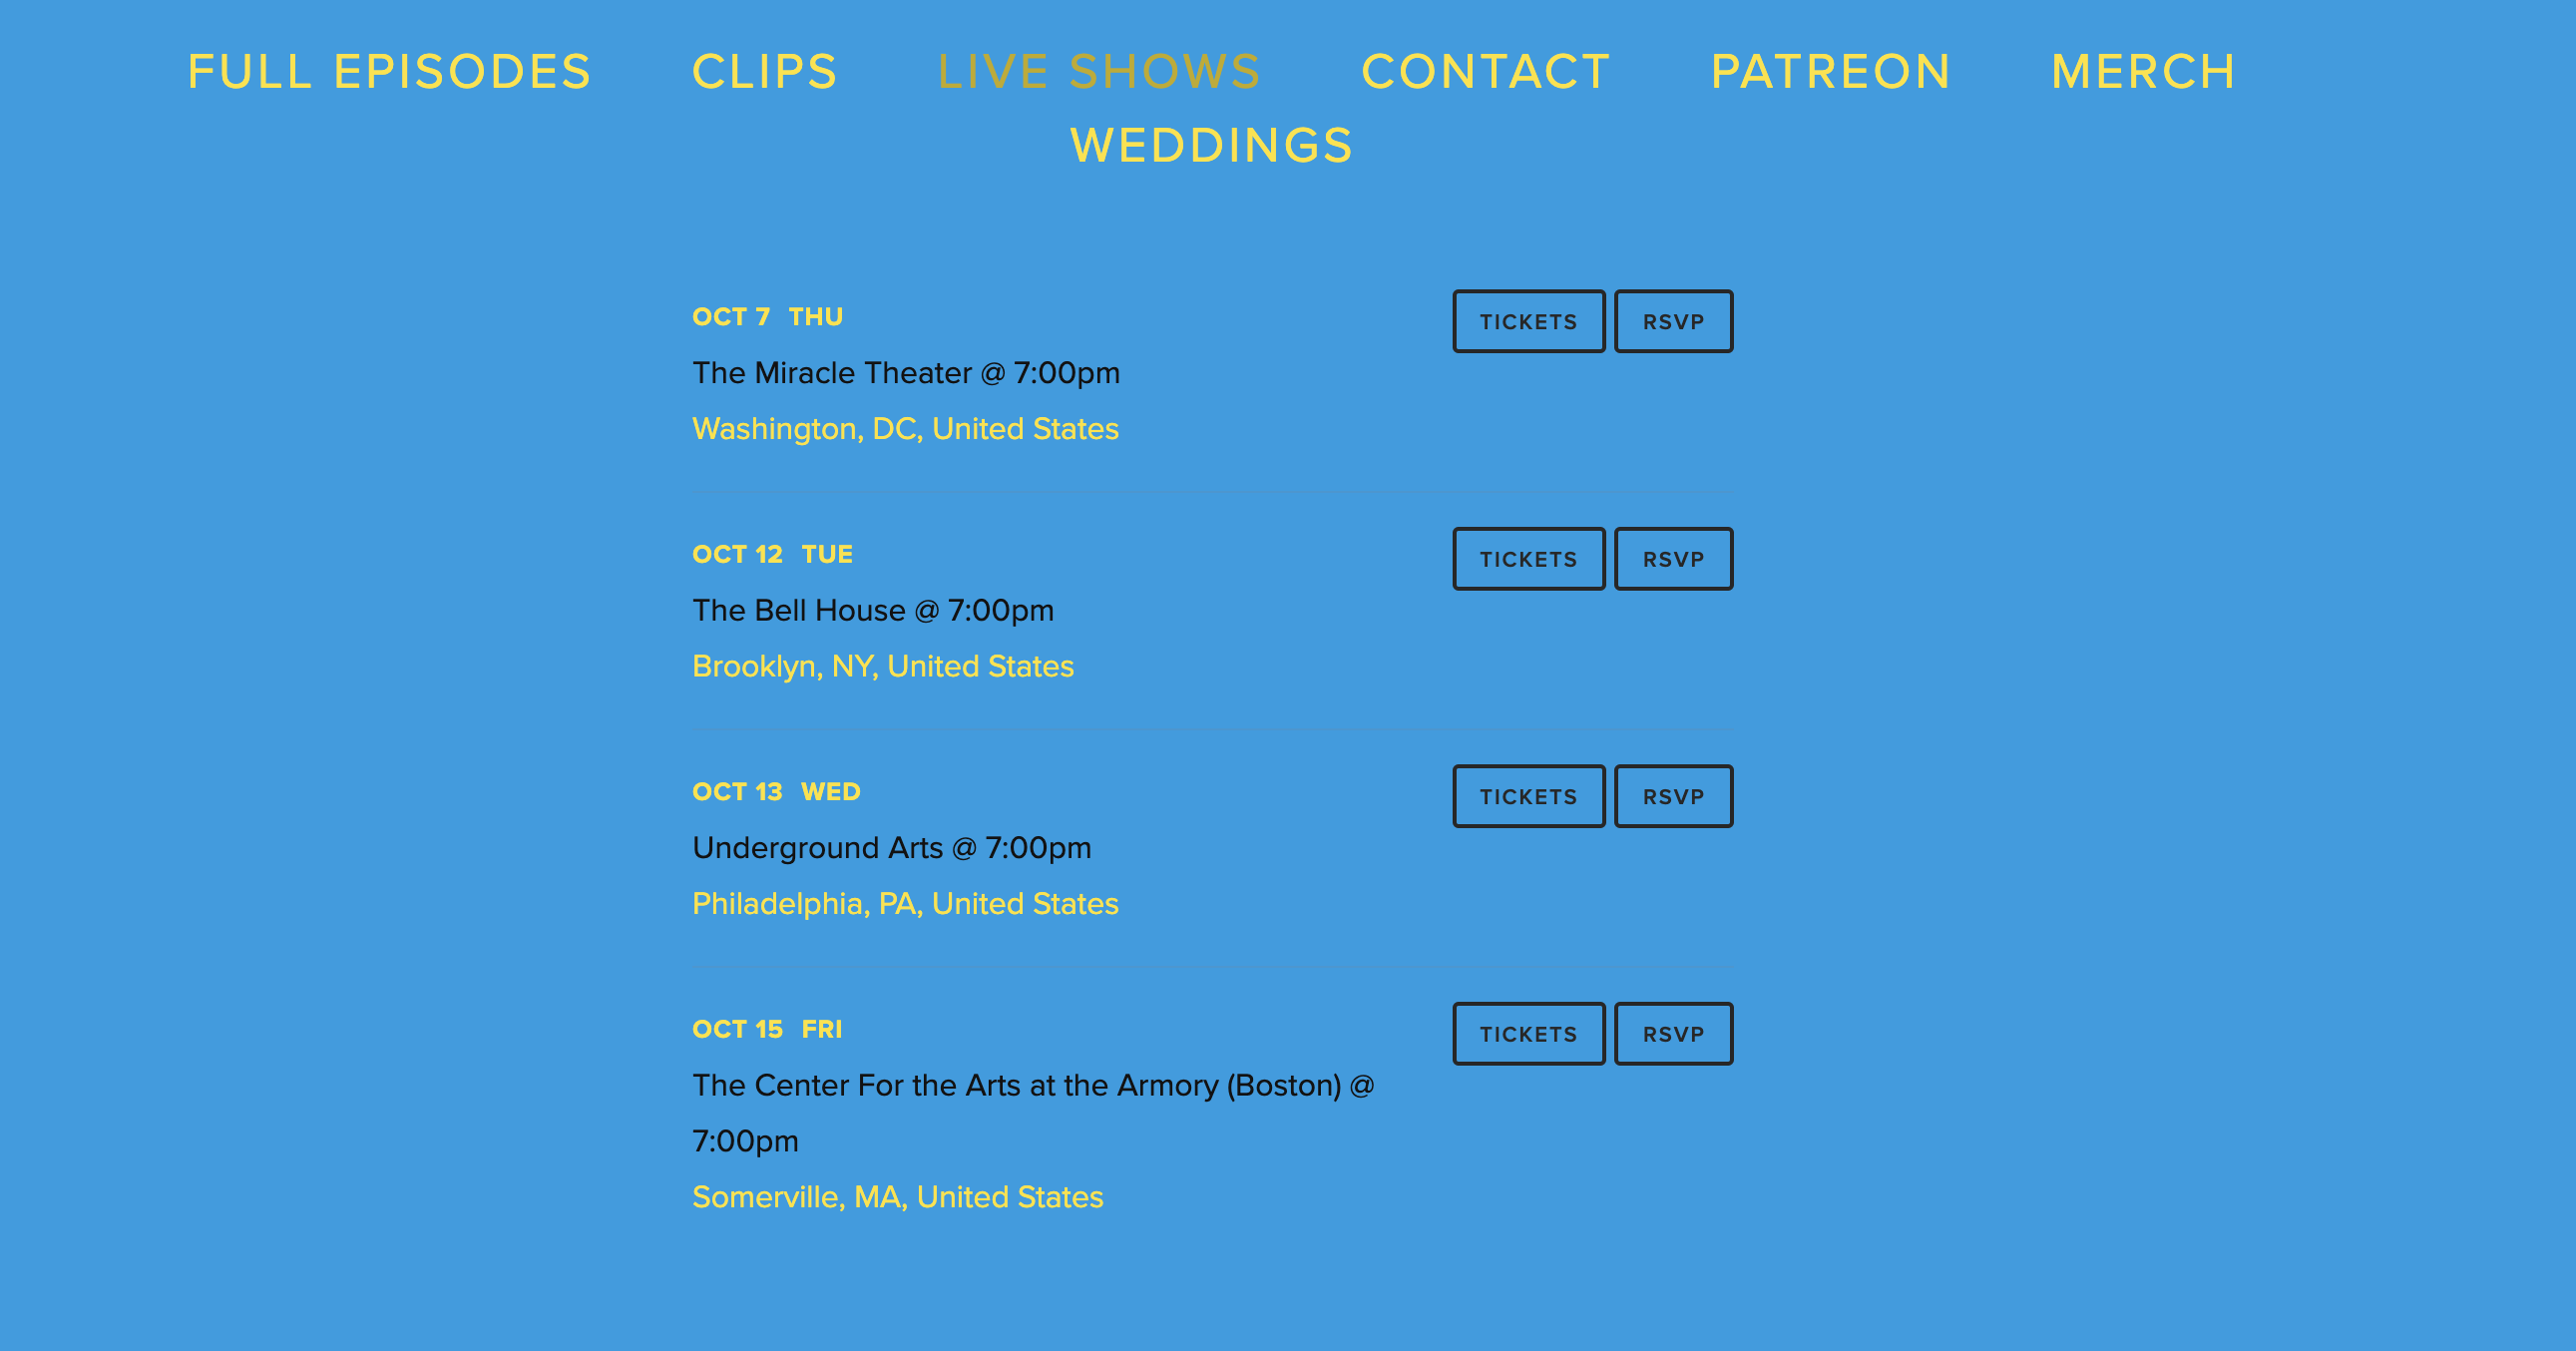 FULL EPISODES CLIPS LIVE SHOWS CONTACT PATREON MERCH
WEDDINGS
OCT 7 THU
TICKETS RSVP
The Miracle Theater @ 7:00pm
Washington, DC, United States
OCT 12 TUE
TICKETS RSVP
The Bell House @ 7:00pm
Brooklyn, NY, United States
OCT 13 WED
TICKETS RSVP
Underground Arts @ 7:00pm
Philadelphia, PA, United States
OCT 15 FRI
TICKETS RSVP
The Center For the Arts at the Armory (Boston) @
7:00pm
Somerville, MA, United States